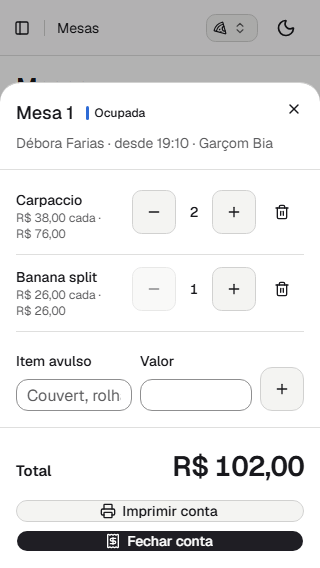 Mesas
Mesa 1
Ocupada
Débora Farias · desde 19:10 · Garçom Bia
Carpaccio
R$ 38,00 cada ·
R$ 76,00
2
Banana split
R$ 26,00 cada ·
R$ 26,00
1
Item avulso
Valor
Couvert, rolh
Total
R$ 102,00
Imprimir conta
Fechar conta